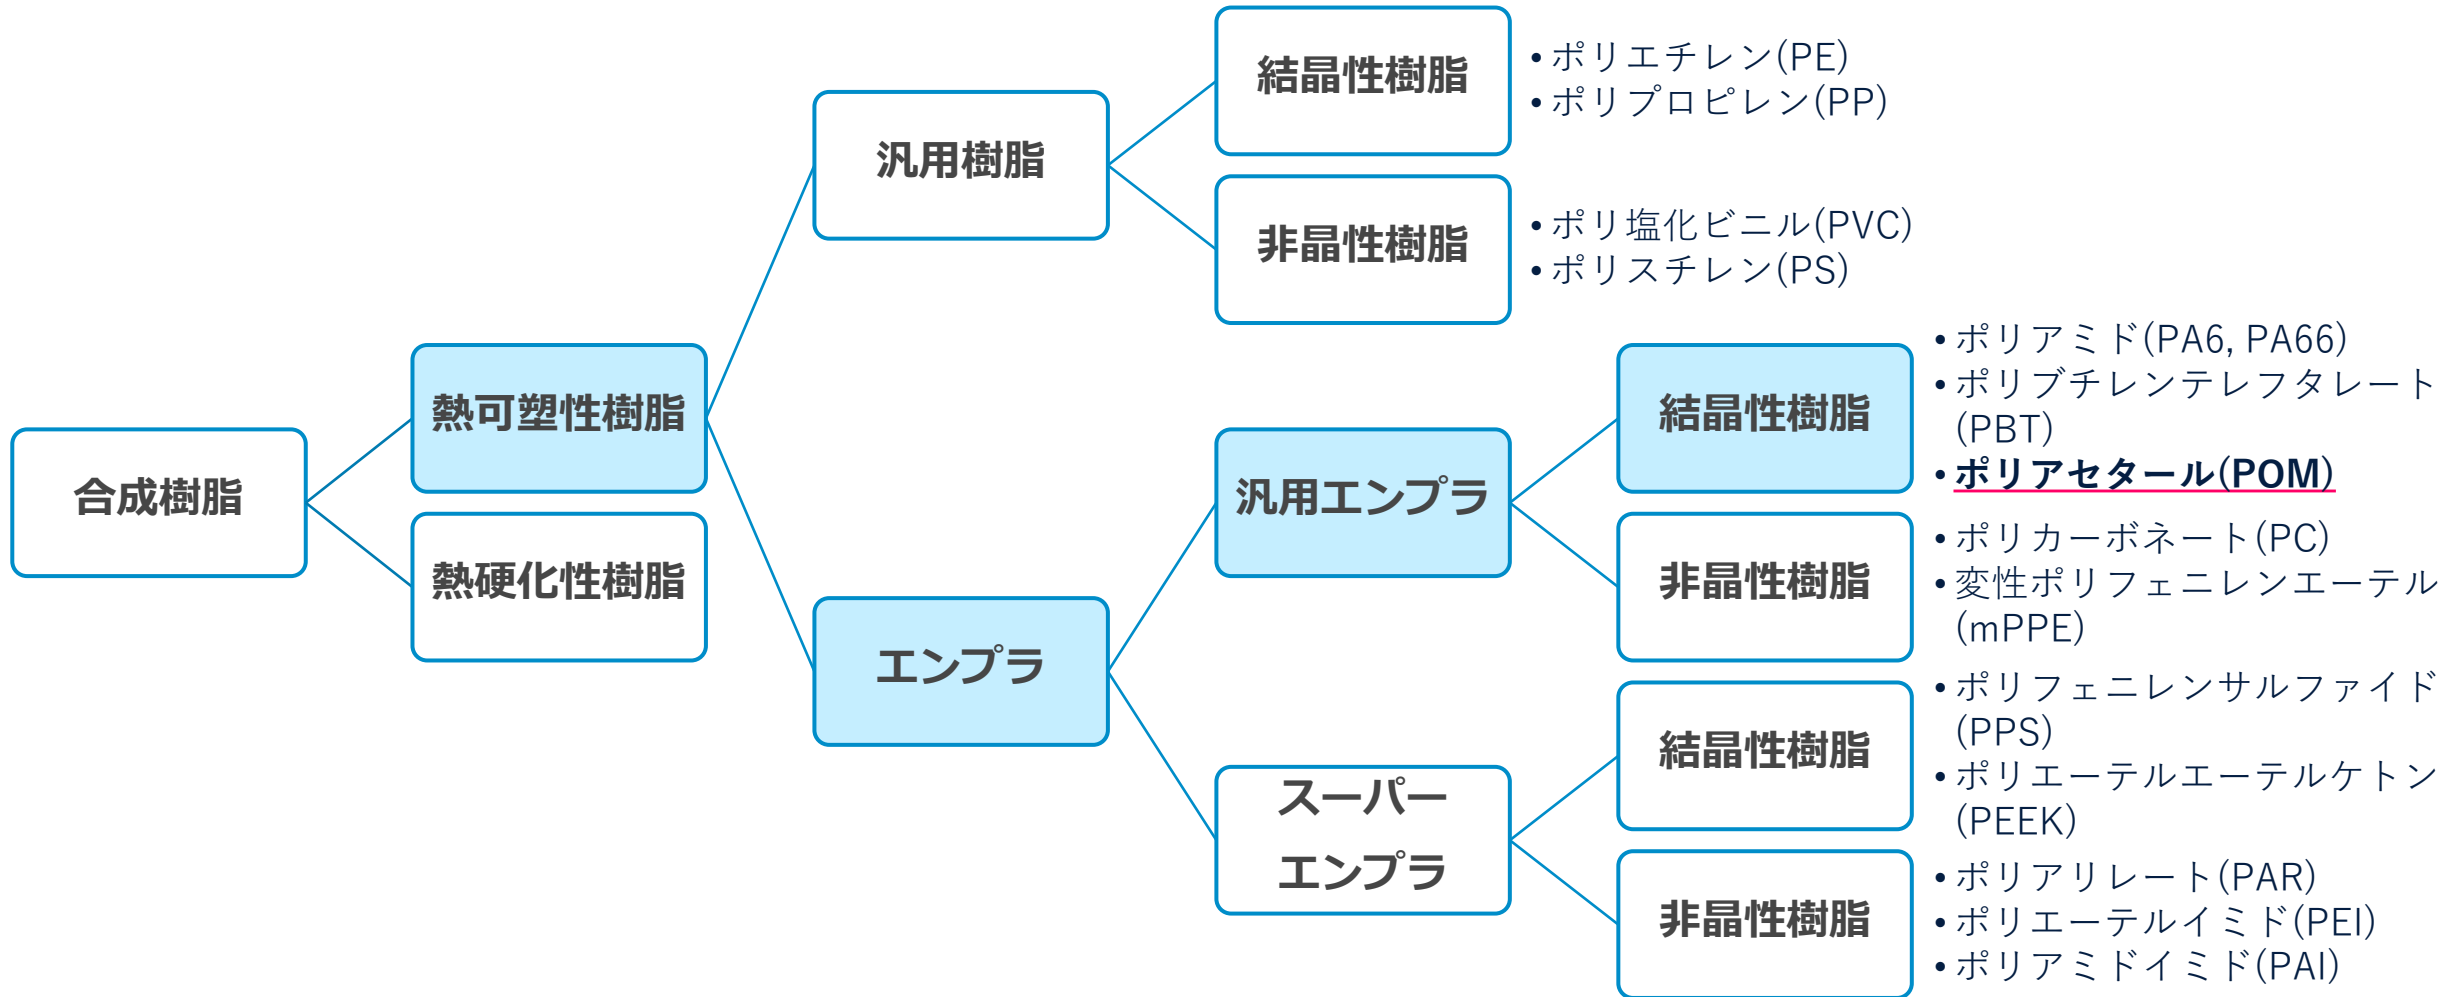 合成樹脂
熱可塑性樹脂
熱硬化性樹脂
汎用樹脂
エンプラ
結晶性樹脂
• ポリエチレン(PE)
• ポリプロピレン(PP)
非晶性樹脂
• ポリ塩化ビニル(PVC)
• ポリスチレン(PS)
汎用エンプラ
結晶性樹脂
• ポリアミド(PA6, PA66)
• ポリブチレンテレフタレート
(PBT)
• ポリアセタール(POM)
非晶性樹脂
• ポリカーボネート(PC)
• 変性ポリフェニレンエーテル
(mPPE)
スーパー
エンプラ
結晶性樹脂
• ポリフェニレンサルファイド
(PPS)
• ポリエーテルエーテルケトン
(PEEK)
非晶性樹脂
• ポリアリレート(PAR)
• ポリエーテルイミド(PEI)
• ポリアミドイミド(PAI)